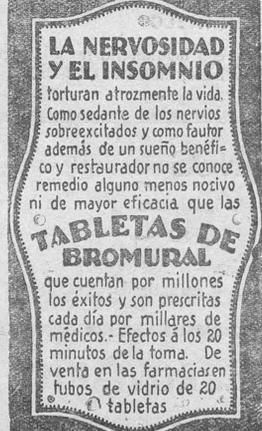 LA NERVOSIDAD
Y EL INSOMNIO
torturan atrozmente la vida.
Como sedante de los nervios
sobreexcitados y como fautor
además de un sueño benéfi-
co y restaurador no se conoce
remedio alguno menos nocivo
ni de mayor eficacia que las
TABLETAS DE
BROMURAL
que cuentan por millones
los éxitos y son prescritas
cada día por millares de
médicos.- Efectos á los 20
minutos de la toma. De
venta en las farmacias en
tubos de vidrio de 20
tabletas